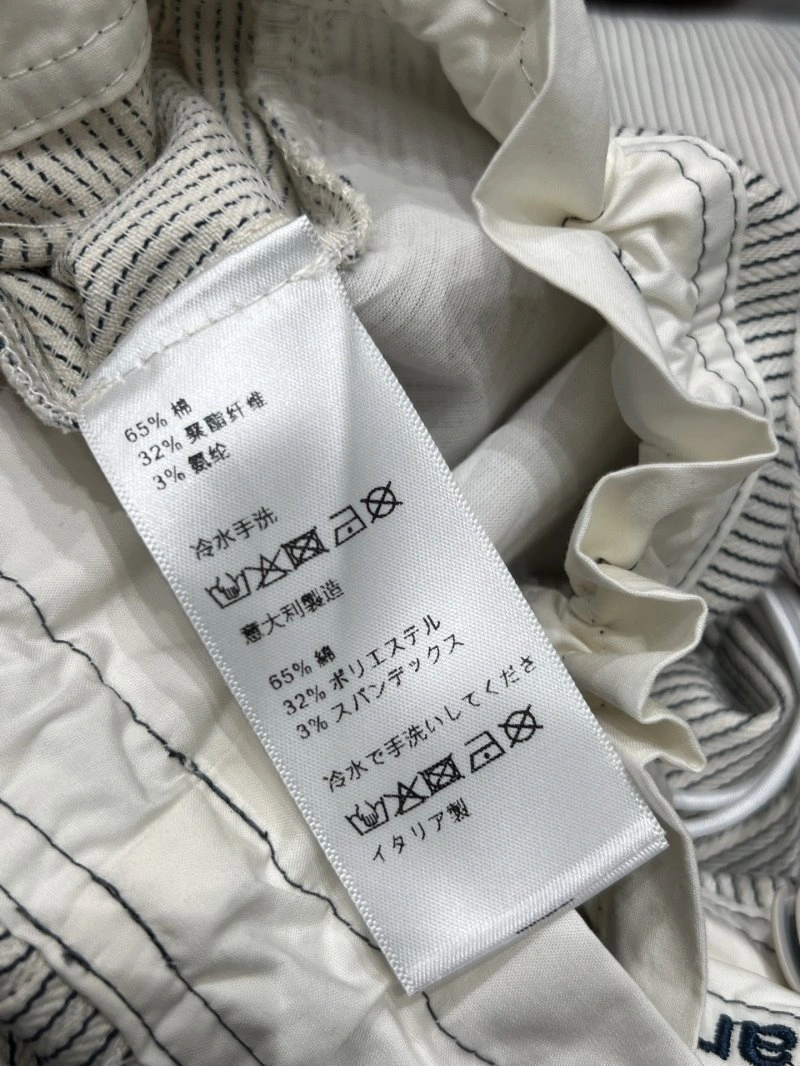 65% 棉
32% 聚酯纤维
3% 氨纶
冷水手洗
意大利製造
65% 綿
32% ポリエステル
3% スパンデックス
冷水で手洗いしてくださ
イタリア製
ar